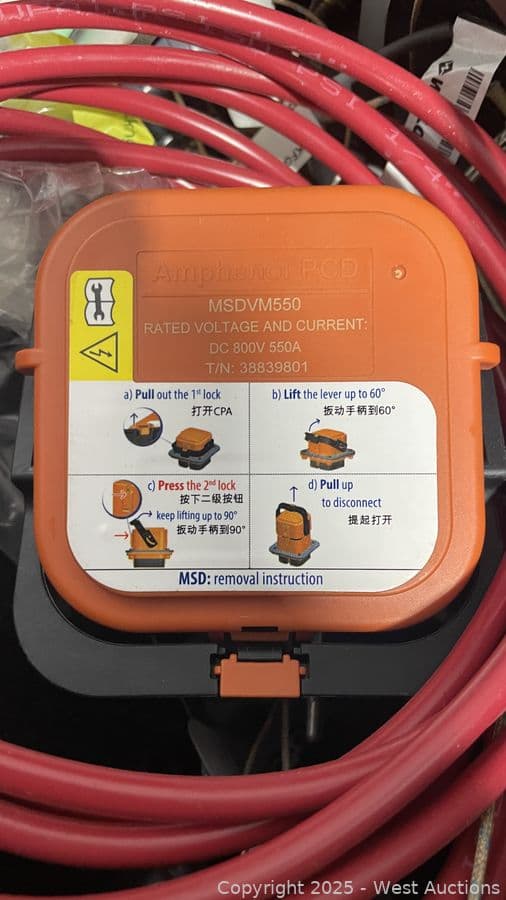 PSI 1/4
Amphenol PCD
MSDVM550
RATED VOLTAGE AND CURRENT:
DC 800V 550A
T/N: 38839801
a) Pull out the 1st lock
打开CPA
b) Lift the lever up to 60°
扳动手柄到60°
c) Press the 2nd lock
按下二级按钮
keep lifting up to 90°
扳动手柄到90°
d) Pull up
to disconnect
提起打开
MSD: removal instruction
Copyright 2025 - West Auctions